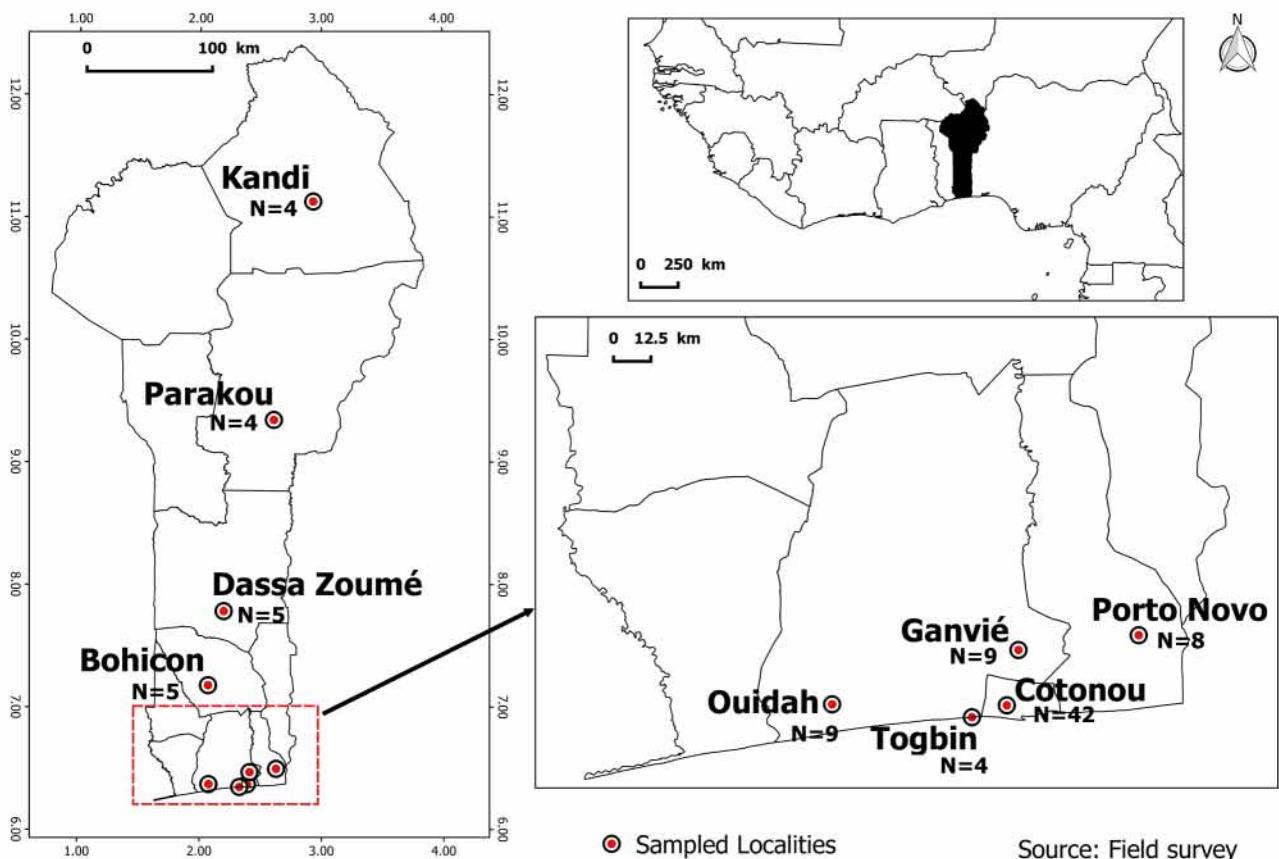 1.00 2.00 3.00 4.00
0 100 km
12.00 12.00
Kandi
N=4
11.00 11.00
10.00 10.00
Parakou
N=4
9.00 9.00
8.00 8.00
Dassa Zoumé
N=5
Bohicon
N=5
7.00 7.00
6.00 6.00
1.00 2.00 3.00 4.00
N
0 250 km
0 12.5 km
Porto Novo
N=8
Ganvié
N=9
Cotonou
N=42
Ouidah
N=9
Togbin
N=4
Sampled Localities
Source: Field survey